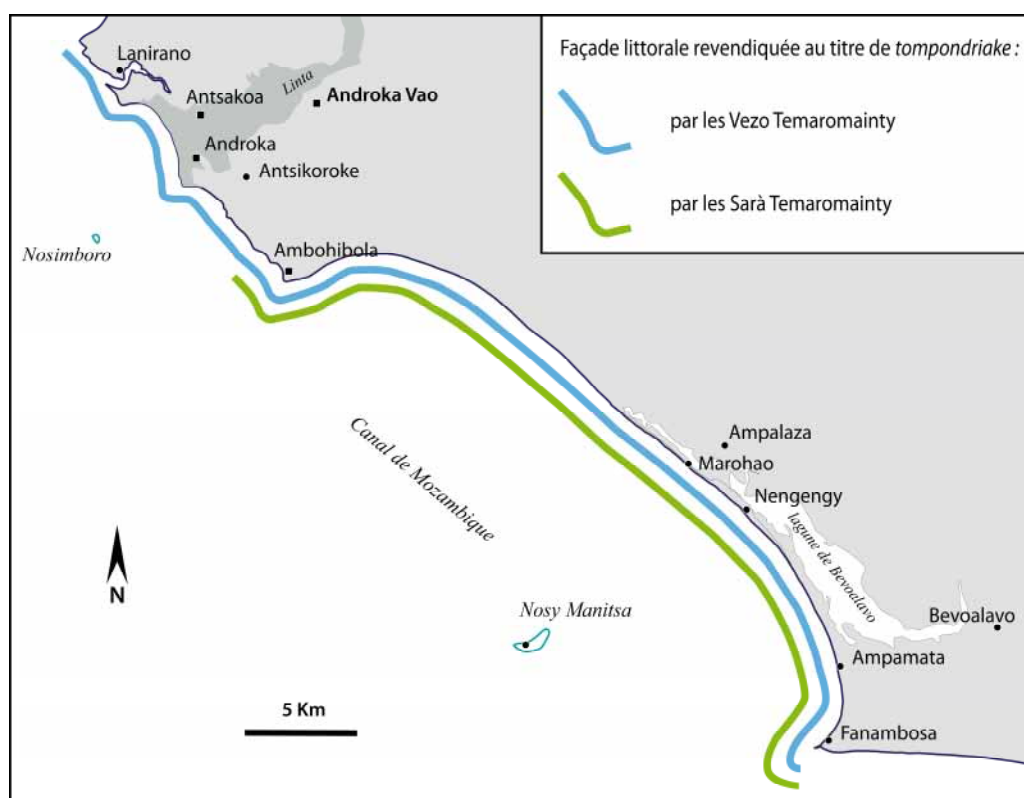 Façade littorale revendiquée au titre de tompondriake :
par les Vezo Temaromainty
par les Sarà Temaromainty
Lanirano
Linta
Antsakoa
Androka Vao
Androka
Antsikoroke
Nosimboro
Ambohibola
Canal de Mozambique
Ampalaza
Marohao
Nengengy
lagune de Bevoalavo
N
Nosy Manitsa
Bevoalavo
Ampamata
5 Km
Fanambosa